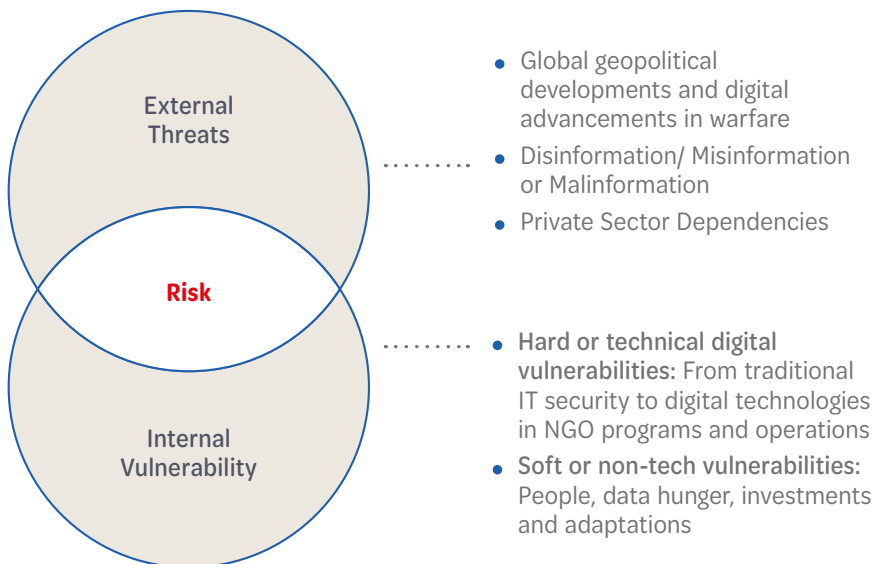 External
Threats
• Global geopolitical
developments and digital
advancements in warfare
• Disinformation/ Misinformation
or Malinformation
• Private Sector Dependencies
Risk
Internal
Vulnerability
• Hard or technical digital
vulnerabilities: From traditional
IT security to digital technologies
in NGO programs and operations
• Soft or non-tech vulnerabilities:
People, data hunger, investments
and adaptations